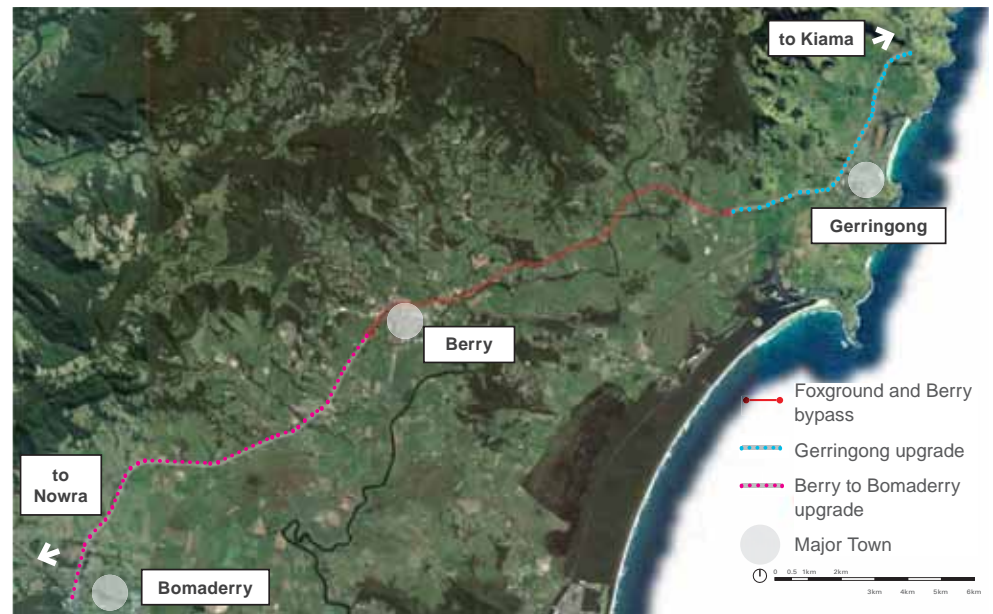 to Kiama
Gerringong
Berry
to
Nowra
Bomaderry
Foxground and Berry
bypass
Gerringong upgrade
Berry to Bomaderry
upgrade
Major Town
0 0.5 1km 2km
3km 4km 5km 6km